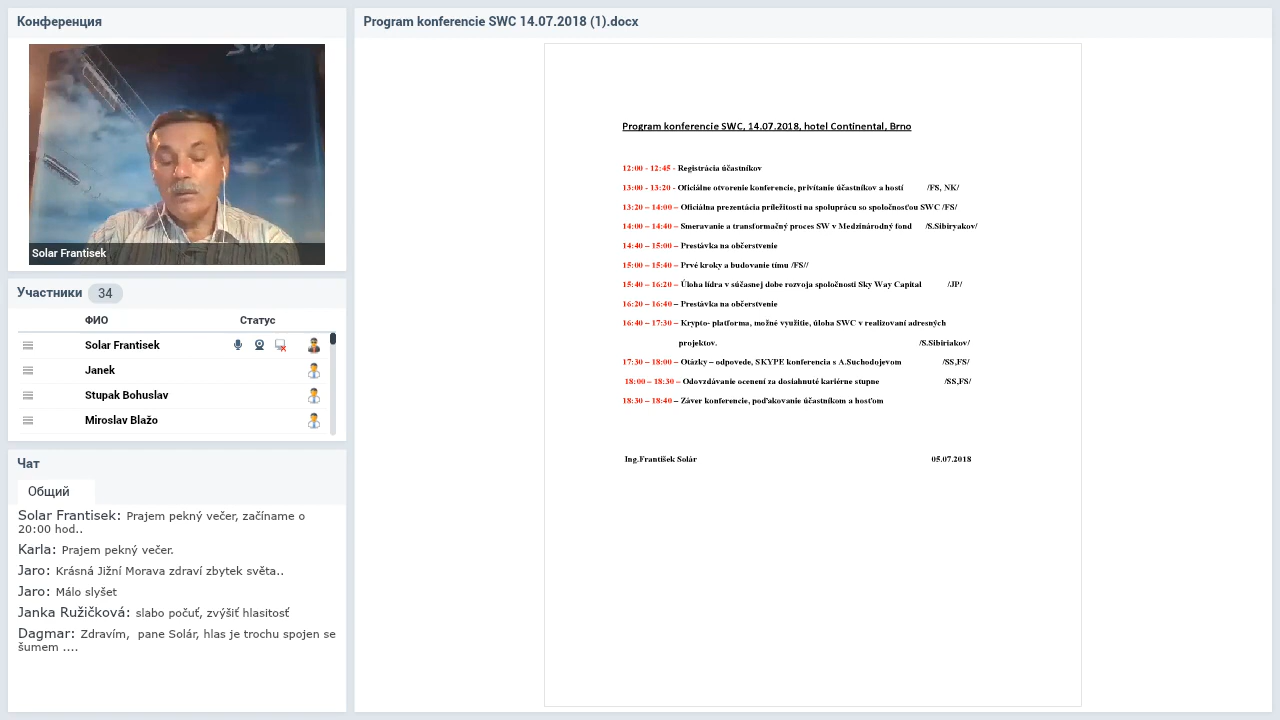 Конференция
SW
Solar Frantisek
Участники 34
ФИО Статус
Solar Frantisek
Janek
Stupak Bohuslav
Miroslav Blažo
Чат
Общий
Solar Frantisek: Prajem pekný večer, začíname o
20:00 hod..
Karla: Prajem pekný večer.
Jaro: Krásná Jižní Morava zdraví zbytek světa..
Jaro: Málo slyšet
Janka Ružičková: slabo počuť, zvýšiť hlasitosť
Dagmar: Zdravím,  pane Solár, hlas je trochu spojen se
šumem ....
Program konferencie SWC 14.07.2018 (1).docx
Program konferencie SWC, 14.07.2018, hotel Continental, Brno
12:00 - 12:45 - Registrácia účastníkov
13:00 - 13:20 - Oficiálne otvorenie konferencie, privítanie účastníkov a hostí /FS, NK/
13:20 – 14:00 – Oficiálna prezentácia príležitosti na spoluprácu so spoločnosťou SWC /FS/
14:00 – 14:40 – Smeravanie a transformačný proces SW v Medzinárodný fond /S.Sibiryakov/
14:40 – 15:00 – Prestávka na občerstvenie
15:00 – 15:40 – Prvé kroky a budovanie tímu /FS//
15:40 – 16:20 – Úloha lídra v súčasnej dobe rozvoja spoločnosti Sky Way Capital /JP/
16:20 – 16:40 – Prestávka na občerstvenie
16:40 – 17:30 – Krypto- platforma, možné využitie, úloha SWC v realizovaní adresných
projektov. /S.Sibiriakov/
17:30 – 18:00 – Otázky – odpovede, SKYPE konferencia s A.Suchodojevom /SS,FS/
18:00 – 18:30 – Odovzdávanie ocenení za dosiahnuté kariérne stupne /SS,FS/
18:30 – 18:40 – Záver konferencie, poďakovanie účastníkom a hosťom
Ing.František Solár 05.07.2018